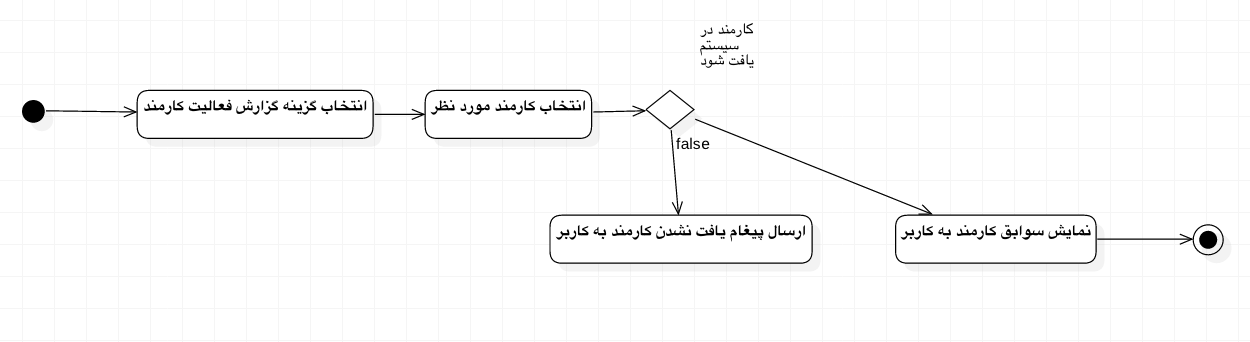 کارمند در
سیستم
یافت شود
انتخاب گزینه گزارش فعالیت کارمند
انتخاب کارمند مورد نظر
false
ارسال پیغام یافت نشدن کارمند به کاربر
نمایش سوابق کارمند به کاربر